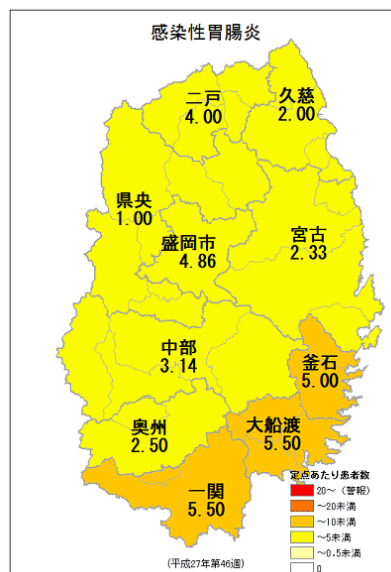 感染性胃腸炎
二戸
4.00
久慈
2.00
県央
1.00
盛岡市
4.86
宮古
2.33
中部
3.14
釜石
5.00
奥州
2.50
大船渡
5.50
一関
5.50
定点あたり患者数
20～（警報）
～20未満
～10未満
～5未満
～0.5未満
0
(平成27年第46週)